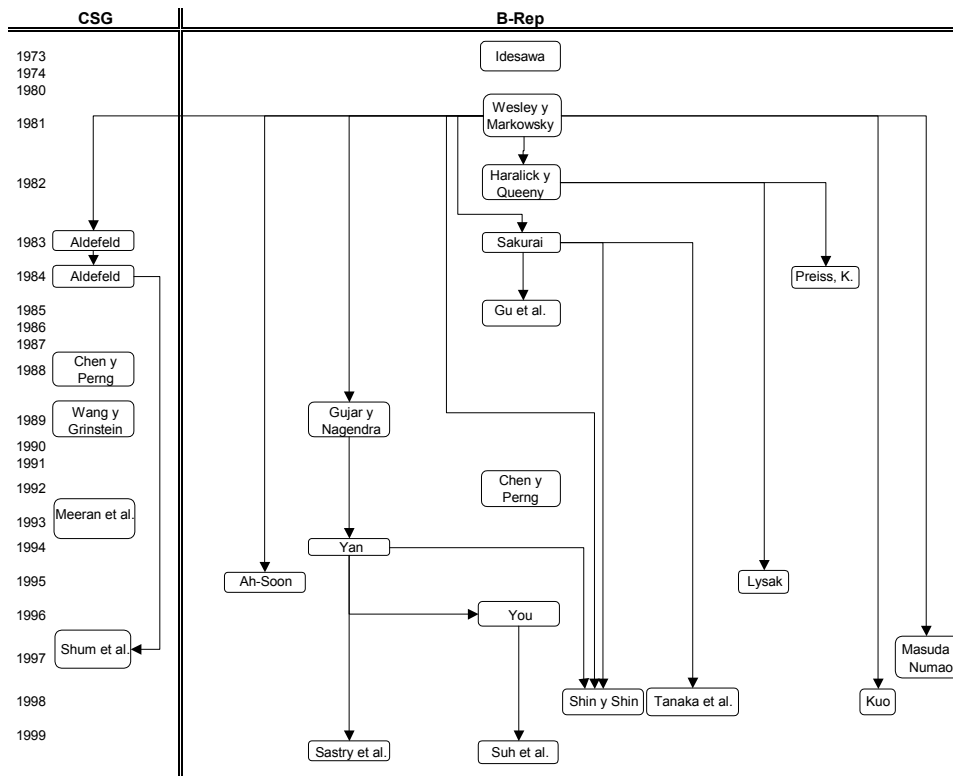 CSG
B-Rep
1973
Idesawa
1974
1980
Wesley y
Markowsky
1981
Haralick y
Queeny
1982
1983
Aldefeld
Sakurai
1984
Aldefeld
Preiss, K.
1985
Gu et al.
1986
1987
Chen y
Perng
1988
Wang y
Grinstein
1989
Gujar y
Nagendra
1990
1991
1992
Chen y
Perng
Meeran et al.
1993
1994
Yan
1995
Ah-Soon
Lysak
1996
You
Shum et al.
1997
Masuda
Numao
1998
Shin y Shin
Tanaka et al.
Kuo
1999
Sastry et al.
Suh et al.